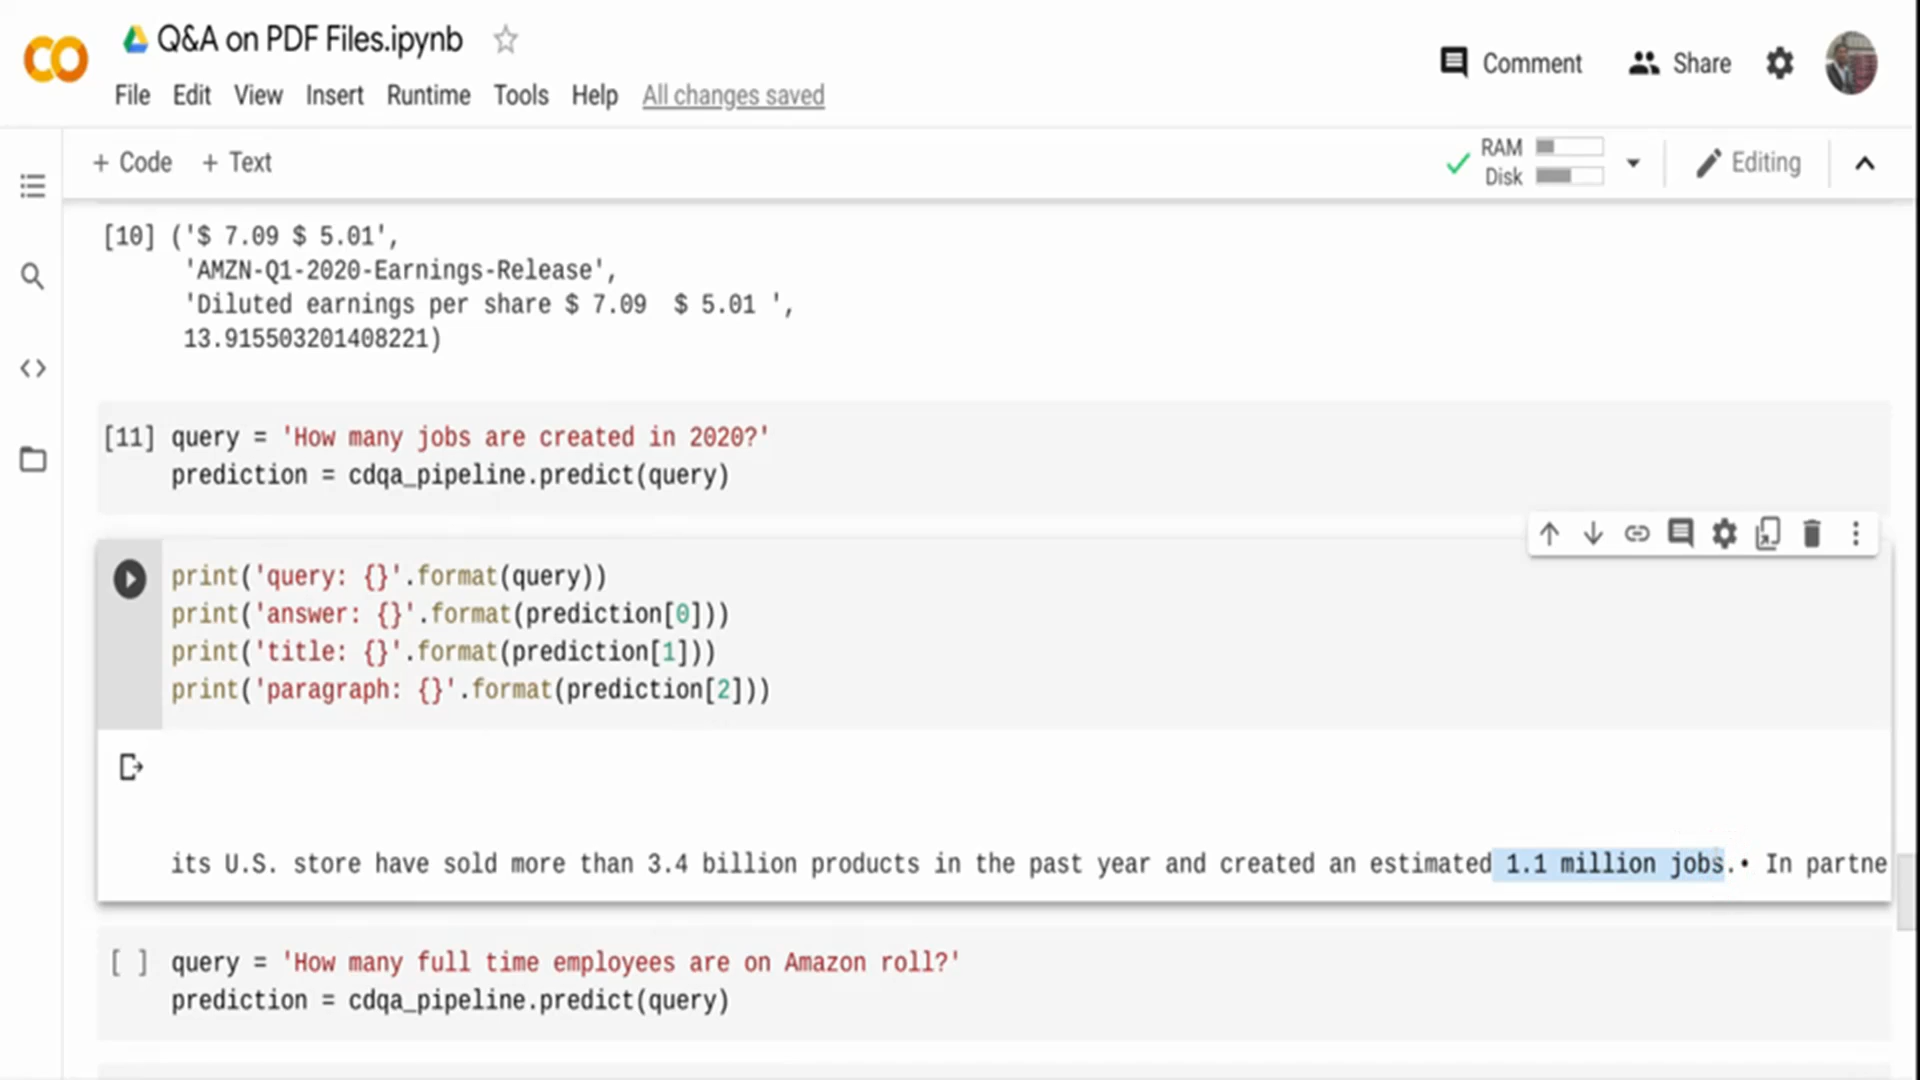 Q&A on PDF Files.ipynb
Comment
Share
File Edit View Insert Runtime Tools Help All changes saved
+ Code + Text
RAM
Disk
Editing
[10] ('$ 7.09 $ 5.01',
'AMZN-Q1-2020-Earnings-Release',
'Diluted earnings per share $ 7.09  $ 5.01 ',
13.915503201408221)
[11] query = 'How many jobs are created in 2020?'
prediction = cdqa_pipeline.predict(query)
print('query: {}'.format(query))
print('answer: {}'.format(prediction[0]))
print('title: {}'.format(prediction[1]))
print('paragraph: {}'.format(prediction[2]))
its U.S. store have sold more than 3.4 billion products in the past year and created an estimated 1.1 million jobs.• In partne
[ ] query = 'How many full time employees are on Amazon roll?'
prediction = cdqa_pipeline.predict(query)